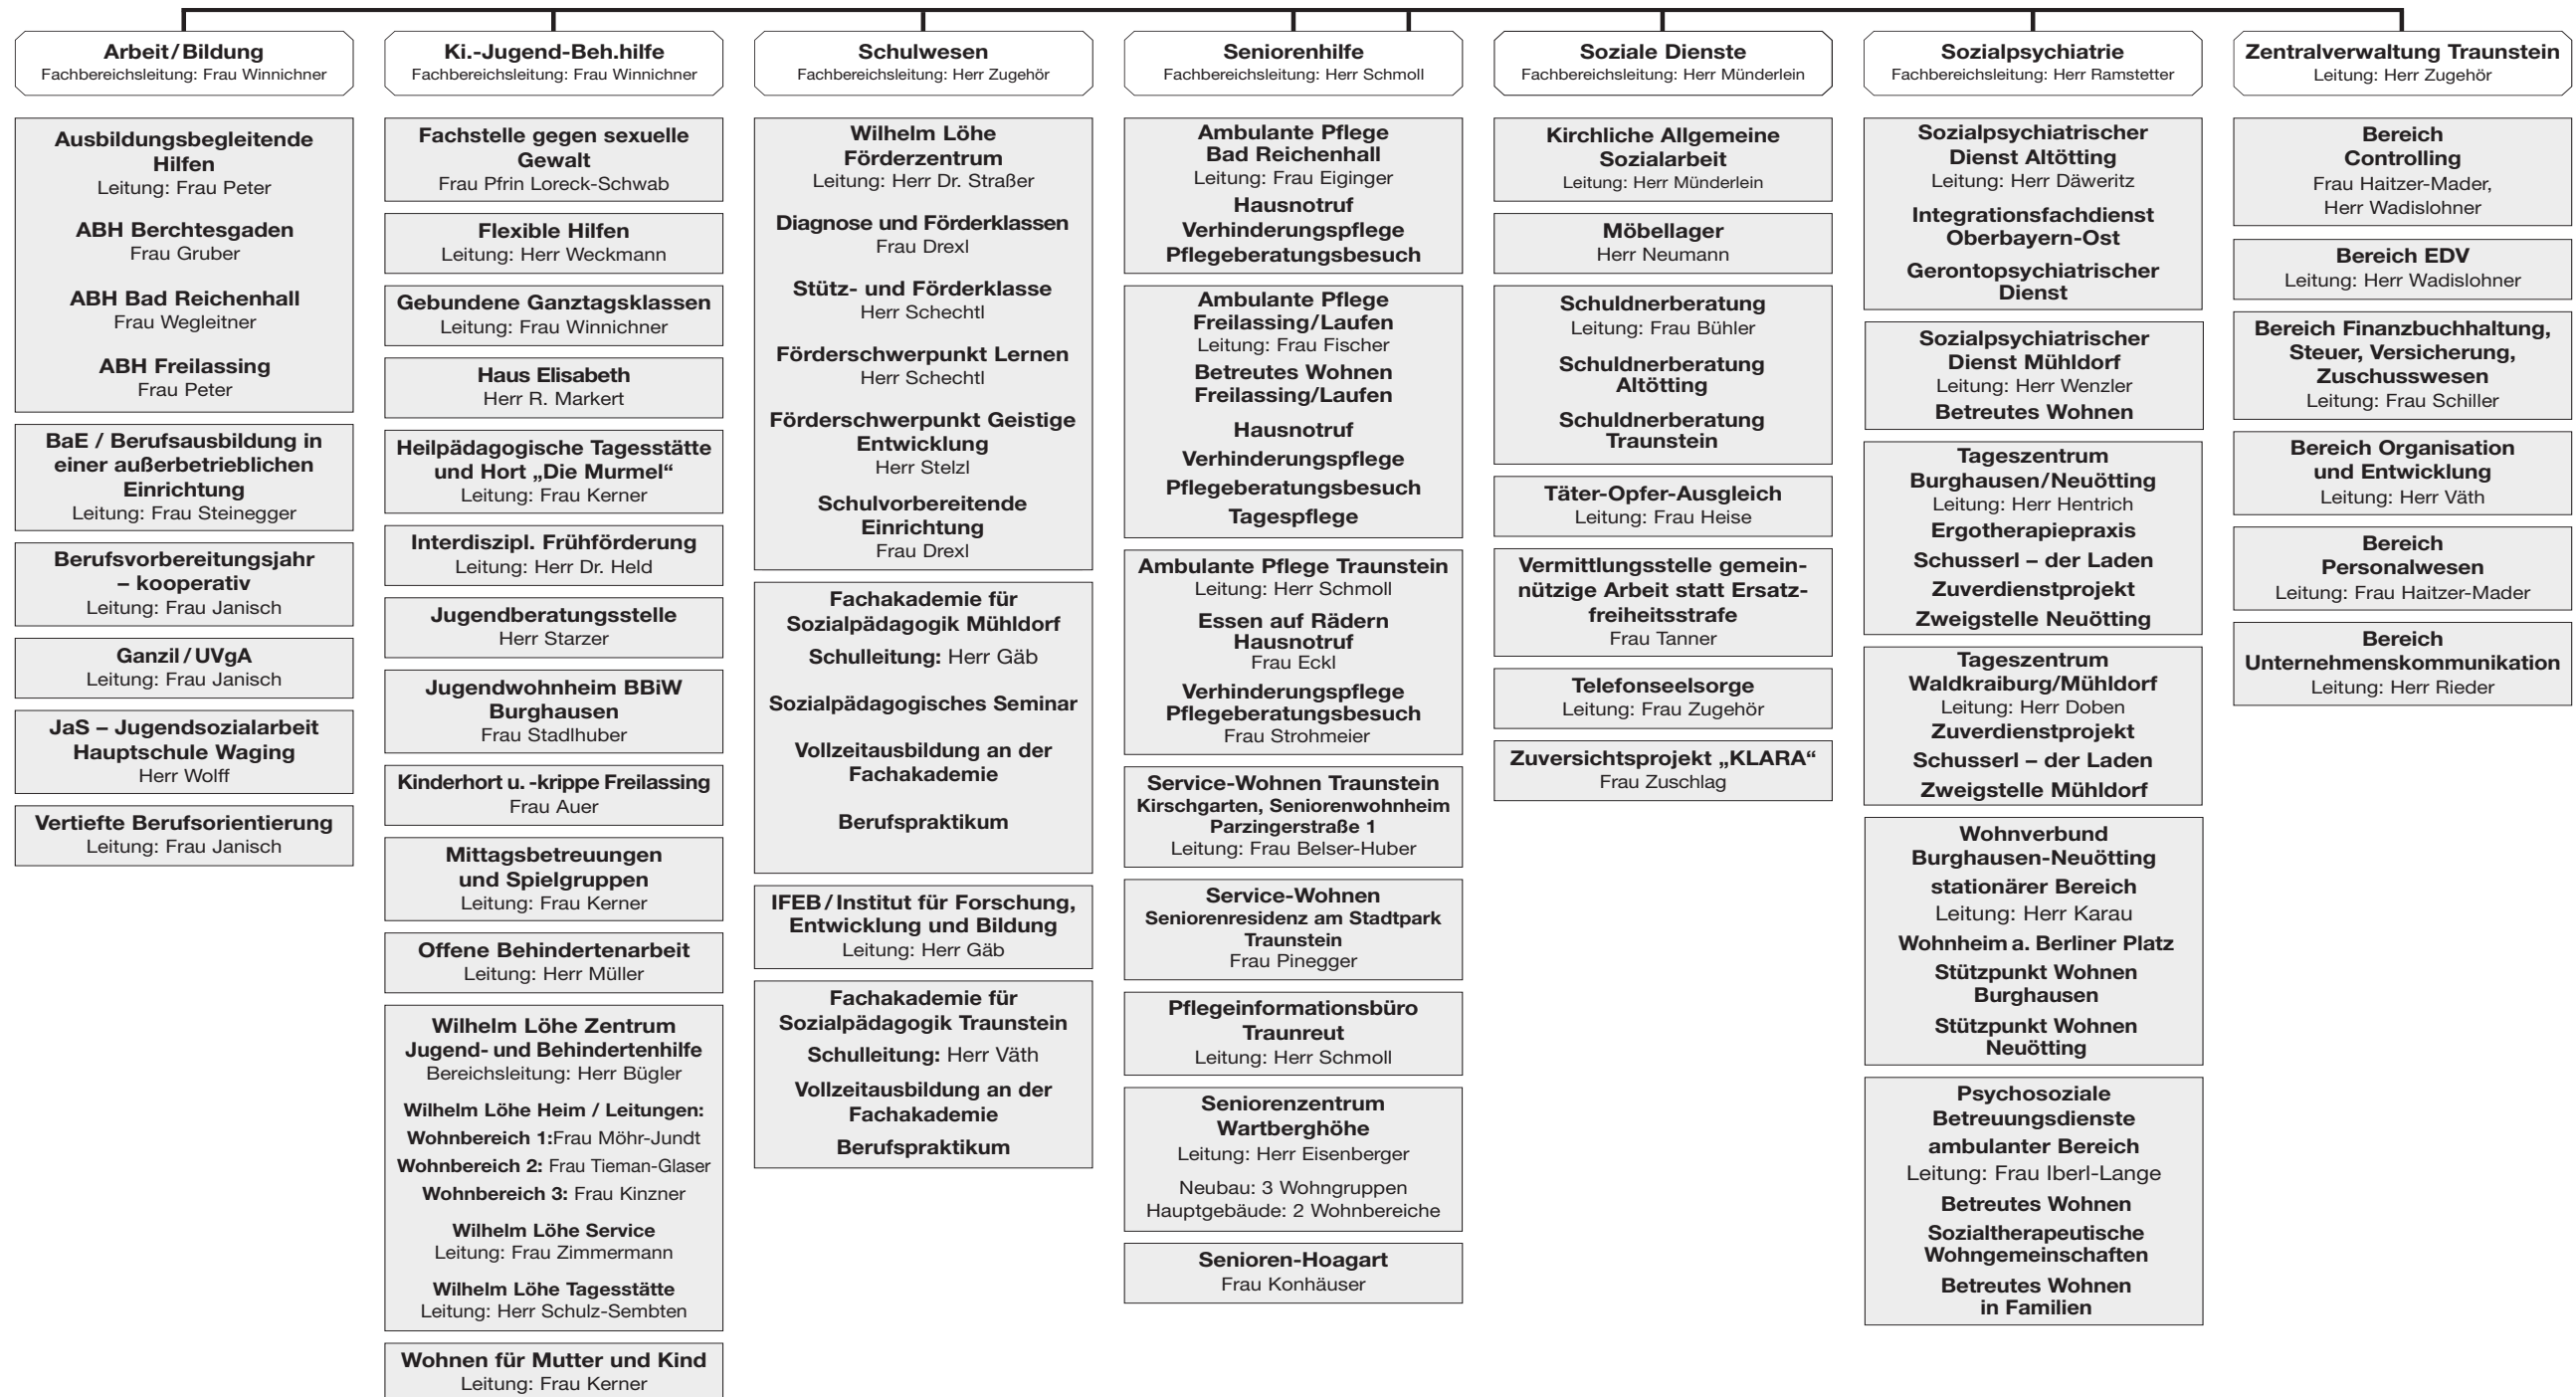 Arbeit/Bildung
Fachbereichsleitung: Frau Winnichner
Ausbildungsbegleitende
Hilfen
Leitung: Frau Peter
ABH Berchtesgaden
Frau Gruber
ABH Bad Reichenhall
Frau Wegleitner
ABH Freilassing
Frau Peter
BaE / Berufsausbildung in
einer außerbetrieblichen
Einrichtung
Leitung: Frau Steinegger
Berufsvorbereitungsjahr
– kooperativ
Leitung: Frau Janisch
Ganzil/UVgA
Leitung: Frau Janisch
JaS – Jugendsozialarbeit
Hauptschule Waging
Herr Wolff
Vertiefte Berufsorientierung
Leitung: Frau Janisch
Ki.-Jugend-Beh.hilfe
Fachbereichsleitung: Frau Winnichner
Fachstelle gegen sexuelle
Gewalt
Frau Pfrin Loreck-Schwab
Flexible Hilfen
Leitung: Herr Weckmann
Gebundene Ganztagsklassen
Leitung: Frau Winnichner
Haus Elisabeth
Herr R. Markert
Heilpädagogische Tagesstätte
und Hort „Die Murmel“
Leitung: Frau Kerner
Interdiszipl. Frühförderung
Leitung: Herr Dr. Held
Jugendberatungsstelle
Herr Starzer
Jugendwohnheim BBiW
Burghausen
Frau Stadlhuber
Kinderhort u. -krippe Freilassing
Frau Auer
Mittagsbetreuungen
und Spielgruppen
Leitung: Frau Kerner
Offene Behindertenarbeit
Leitung: Herr Müller
Wilhelm Löhe Zentrum
Jugend- und Behindertenhilfe
Bereichsleitung: Herr Bügler
Wilhelm Löhe Heim / Leitungen:
Wohnbereich 1:Frau Möhr-Jundt
Wohnbereich 2: Frau Tieman-Glaser
Wohnbereich 3: Frau Kinzner
Wilhelm Löhe Service
Leitung: Frau Zimmermann
Wilhelm Löhe Tagesstätte
Leitung: Herr Schulz-Sembten
Wohnen für Mutter und Kind
Leitung: Frau Kerner
Schulwesen
Fachbereichsleitung: Herr Zugehör
Wilhelm Löhe
Förderzentrum
Leitung: Herr Dr. Straßer
Diagnose und Förderklassen
Frau Drexl
Stütz- und Förderklasse
Herr Schechtl
Förderschwerpunkt Lernen
Herr Schechtl
Förderschwerpunkt Geistige
Entwicklung
Herr Stelzl
Schulvorbereitende
Einrichtung
Frau Drexl
Fachakademie für
Sozialpädagogik Mühldorf
Schulleitung: Herr Gäb
Sozialpädagogisches Seminar
Vollzeitausbildung an der
Fachakademie
Berufspraktikum
IFEB/Institut für Forschung,
Entwicklung und Bildung
Leitung: Herr Gäb
Fachakademie für
Sozialpädagogik Traunstein
Schulleitung: Herr Väth
Vollzeitausbildung an der
Fachakademie
Berufspraktikum
Seniorenhilfe
Fachbereichsleitung: Herr Schmoll
Ambulante Pflege
Bad Reichenhall
Leitung: Frau Eiginger
Hausnotruf
Verhinderungspflege
Pflegeberatungsbesuch
Ambulante Pflege
Freilassing/Laufen
Leitung: Frau Fischer
Betreutes Wohnen
Freilassing/Laufen
Hausnotruf
Verhinderungspflege
Pflegeberatungsbesuch
Tagespflege
Ambulante Pflege Traunstein
Leitung: Herr Schmoll
Essen auf Rädern
Hausnotruf
Frau Eckl
Verhinderungspflege
Pflegeberatungsbesuch
Frau Strohmeier
Service-Wohnen Traunstein
Kirschgarten, Seniorenwohnheim
Parzingerstraße 1
Leitung: Frau Belser-Huber
Service-Wohnen
Seniorenresidenz am Stadtpark
Traunstein
Frau Pinegger
Pflegeinformationsbüro
Traunreut
Leitung: Herr Schmoll
Seniorenzentrum
Wartberghöhe
Leitung: Herr Eisenberger
Neubau: 3 Wohngruppen
Hauptgebäude: 2 Wohnbereiche
Senioren-Hoagart
Frau Konhäuser
Soziale Dienste
Fachbereichsleitung: Herr Münderlein
Kirchliche Allgemeine
Sozialarbeit
Leitung: Herr Münderlein
Möbellager
Herr Neumann
Schuldnerberatung
Leitung: Frau Bühler
Schuldnerberatung
Altötting
Schuldnerberatung
Traunstein
Täter-Opfer-Ausgleich
Leitung: Frau Heise
Vermittlungsstelle gemein-
nützige Arbeit statt Ersatz-
freiheitsstrafe
Frau Tanner
Telefonseelsorge
Leitung: Frau Zugehör
Zuversichtsprojekt „KLARA“
Frau Zuschlag
Sozialpsychiatrie
Fachbereichsleitung: Herr Ramstetter
Sozialpsychiatrischer
Dienst Altötting
Leitung: Herr Däweritz
Integrationsfachdienst
Oberbayern-Ost
Gerontopsychiatrischer
Dienst
Sozialpsychiatrischer
Dienst Mühldorf
Leitung: Herr Wenzler
Betreutes Wohnen
Tageszentrum
Burghausen/Neuötting
Leitung: Herr Hentrich
Ergotherapiepraxis
Schusserl – der Laden
Zuverdienstprojekt
Zweigstelle Neuötting
Tageszentrum
Waldkraiburg/Mühldorf
Leitung: Herr Doben
Zuverdienstprojekt
Schusserl – der Laden
Zweigstelle Mühldorf
Wohnverbund
Burghausen-Neuötting
stationärer Bereich
Leitung: Herr Karau
Wohnheim a. Berliner Platz
Stützpunkt Wohnen
Burghausen
Stützpunkt Wohnen
Neuötting
Psychosoziale
Betreuungsdienste
ambulanter Bereich
Leitung: Frau Iberl-Lange
Betreutes Wohnen
Sozialtherapeutische
Wohngemeinschaften
Betreutes Wohnen
in Familien
Zentralverwaltung Traunstein
Leitung: Herr Zugehör
Bereich
Controlling
Frau Haitzer-Mader,
Herr Wadislohner
Bereich EDV
Leitung: Herr Wadislohner
Bereich Finanzbuchhaltung,
Steuer, Versicherung,
Zuschusswesen
Leitung: Frau Schiller
Bereich Organisation
und Entwicklung
Leitung: Herr Väth
Bereich
Personalwesen
Leitung: Frau Haitzer-Mader
Bereich
Unternehmenskommunikation
Leitung: Herr Rieder